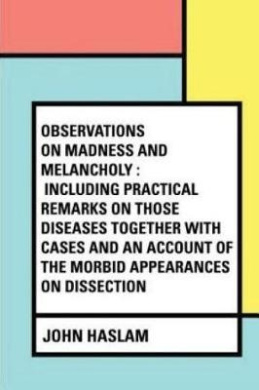 OBSERVATIONS
ON MADNESS AND
MELANCHOLY :
INCLUDING PRACTICAL
REMARKS ON THOSE
DISEASES TOGETHER WITH
CASES AND AN ACCOUNT OF
THE MORBID APPEARANCES
ON DISSECTION
JOHN HASLAM